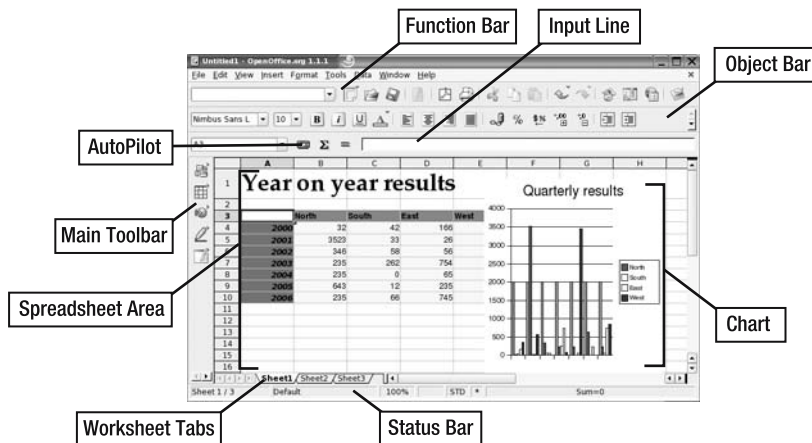 Function Bar
Input Line
Object Bar
AutoPilot
Main Toolbar
Spreadsheet Area
Worksheet Tabs
Status Bar
Chart
Untitled1 - OpenOffice.org 1.1.1
File Edit View Insert Format Tools Data Window Help
Nimbus Sans L 10 B i U A
A3 Σ =
A B C D E F G H
1 Year on year results
2
3 North South East West
4 2000 32 42 166
5 2001 3523 33 26
6 2002 346 58 56
7 2003 235 262 754
8 2004 235 0 65
9 2005 643 12 235
10 2006 235 66 745
11
12
13
14
15
16
Quarterly results
4000
3500
3000
2500
2000
1500
1000
500
0
North
South
East
West
Sheet1 Sheet2 Sheet3
Sheet 1 / 3 Default 100% STD * Sum=0